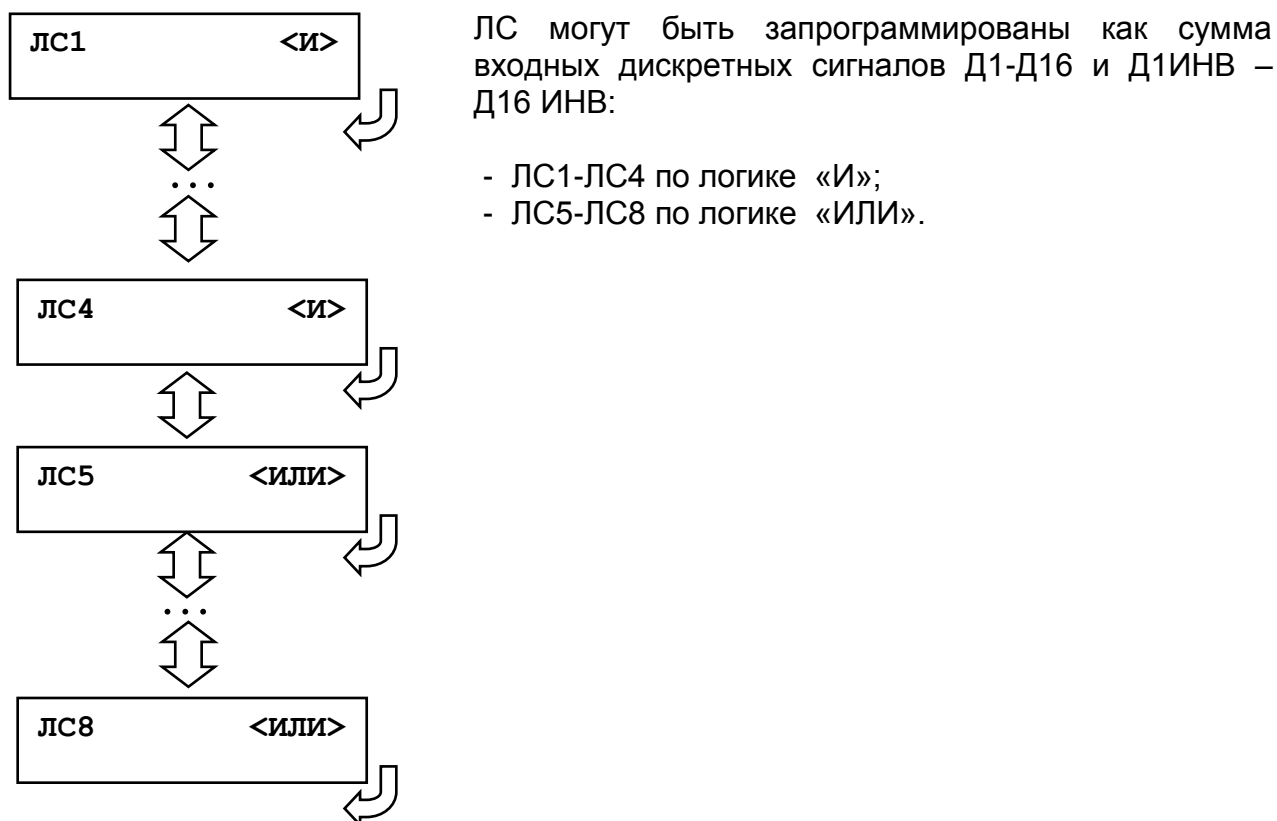 ЛС1 <И>
...
ЛС4 <И>
ЛС5 <ИЛИ>
...
ЛС8 <ИЛИ>
ЛС могут быть запрограммированы как сумма
входных дискретных сигналов Д1-Д16 и Д1ИНВ –
Д16 ИНВ:
- ЛС1-ЛС4 по логике «И»;
- ЛС5-ЛС8 по логике «ИЛИ».